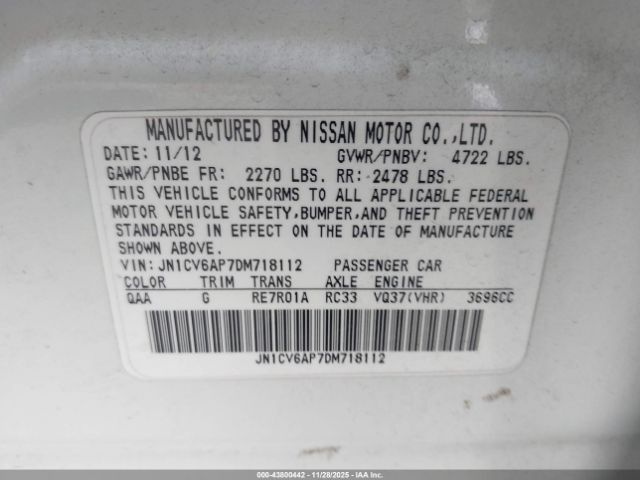 MANUFACTURED BY NISSAN MOTOR CO.,LTD.
DATE: 11/12 GVWR/PNBV: 4722 LBS.
GAWR/PNBE FR: 2270 LBS. RR: 2478 LBS.
THIS VEHICLE CONFORMS TO ALL APPLICABLE FEDERAL
MOTOR VEHICLE SAFETY,BUMPER,AND THEFT PREVENTION
STANDARDS IN EFFECT ON THE DATE OF MANUFACTURE
SHOWN ABOVE.
VIN: JN1CV6AP7DM718112 PASSENGER CAR
COLOR TRIM TRANS AXLE ENGINE
QAA G RE7R01A RC33 VQ37(VHR) 3696CC
JN1CV6AP7DM718112
000-43800442 - 11/28/2025 - © IAA, Inc.